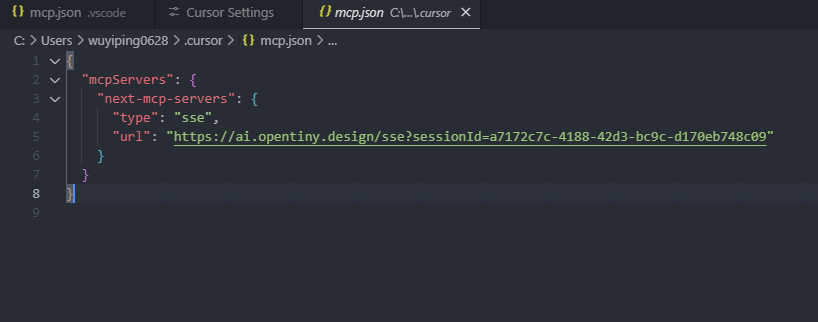 mcp.json .vscode Cursor Settings mcp.json C:\...\.cursor
C: > Users > wuyiping0628 > .cursor > {} mcp.json > ...
1 {
2 "mcpServers": {
3 "next-mcp-servers": {
4 "type": "sse",
5 "url": "https://ai.opentiny.design/sse?sessionId=a7172c7c-4188-42d3-bc9c-d170eb748c09"
6 }
7 }
8 }
9